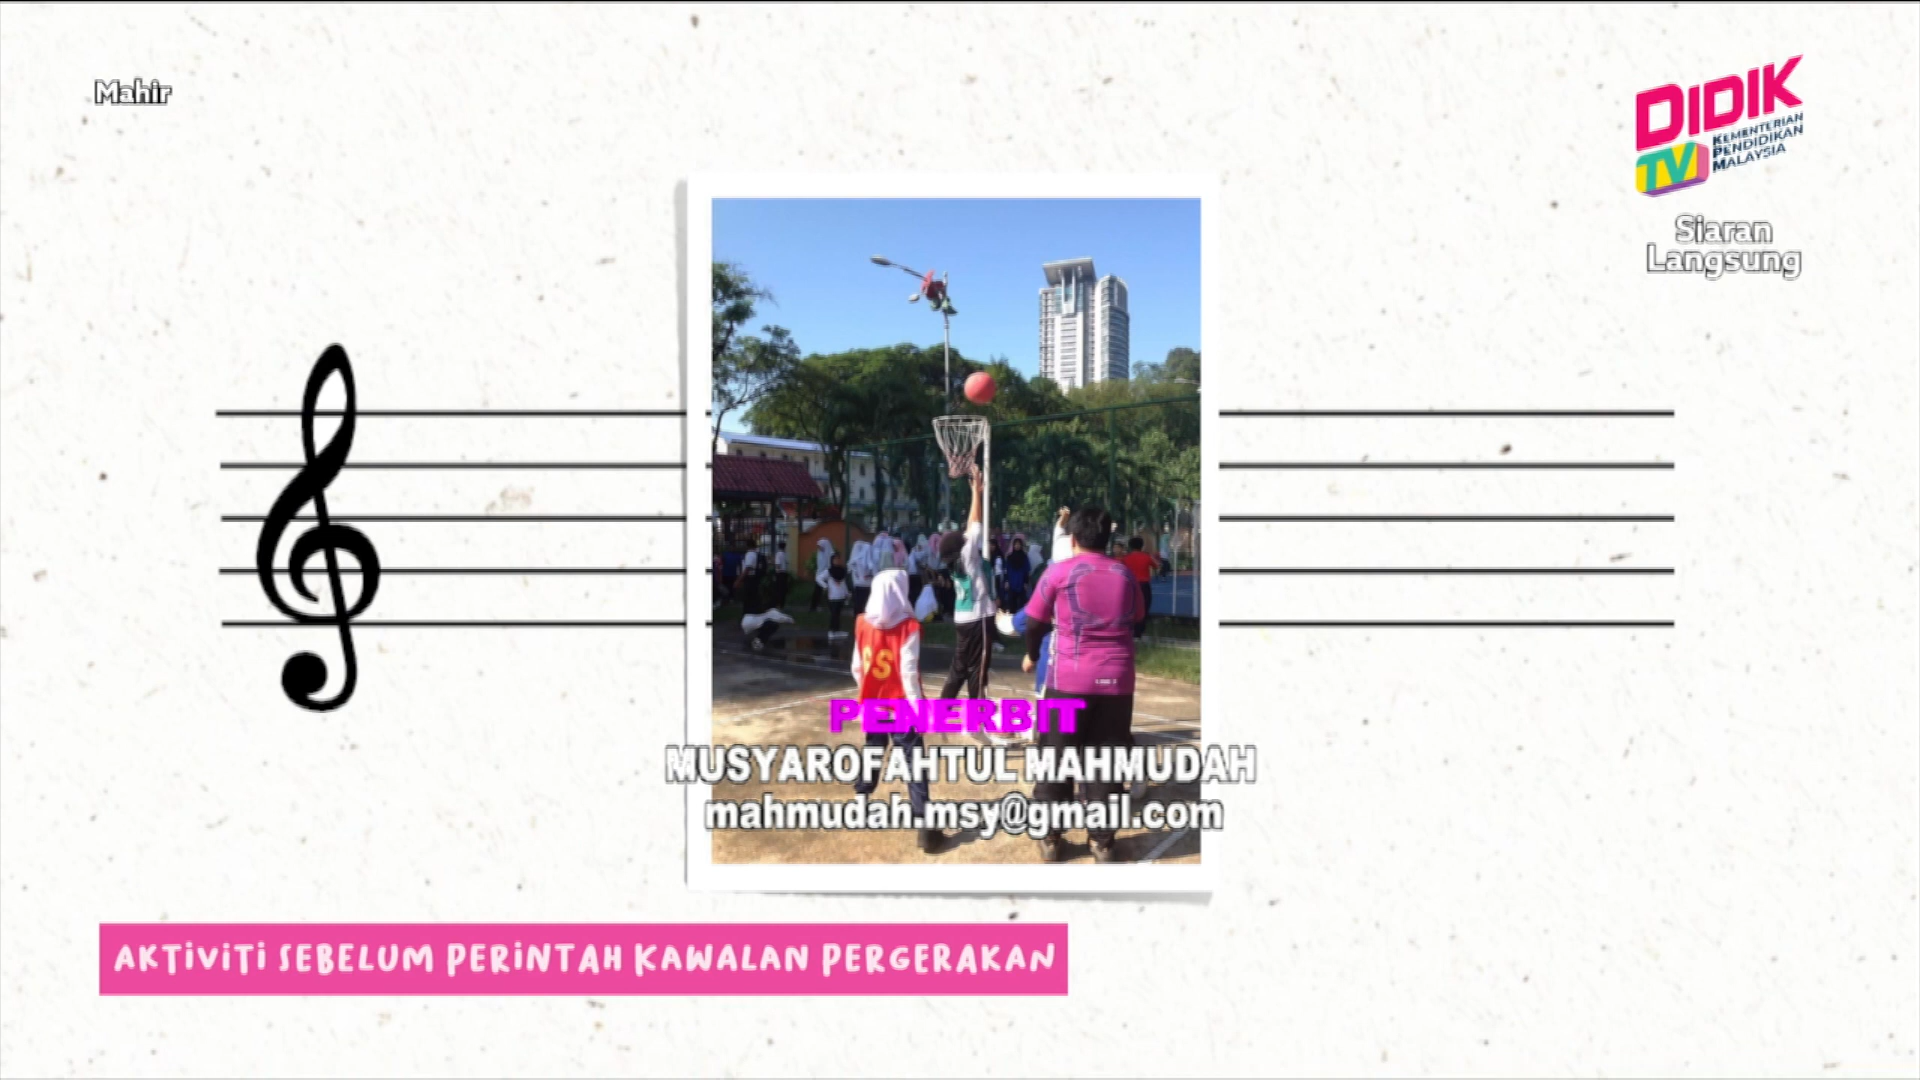 Mahir
DIDIK
TV
KEMENTERIAN
PENDIDIKAN
MALAYSIA
Siaran
Langsung
GS
PENERBIT
MUSYAROFAHTUL MAHMUDAH
mahmudah.msy@gmail.com
AKTIVITI SEBELUM PERINTAH KAWALAN PERGERAKAN